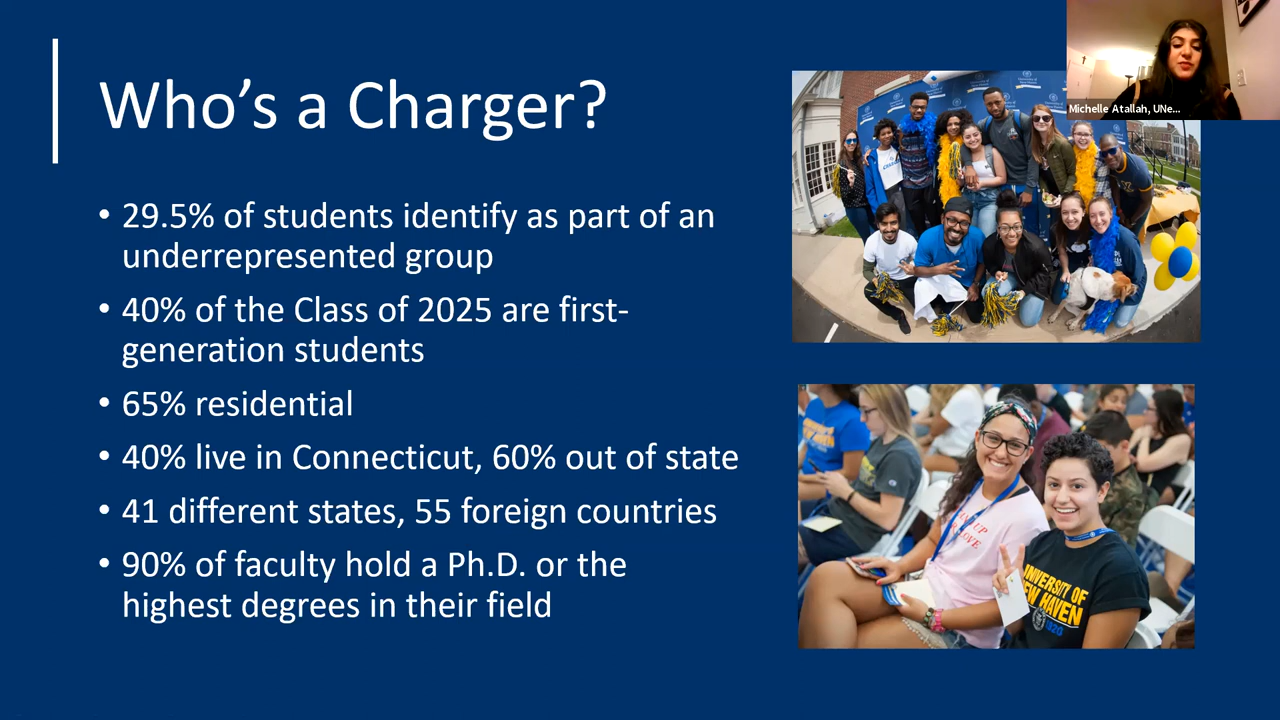 Who’s a Charger?
• 29.5% of students identify as part of an
underrepresented group
• 40% of the Class of 2025 are first-
generation students
• 65% residential
• 40% live in Connecticut, 60% out of state
• 41 different states, 55 foreign countries
• 90% of faculty hold a Ph.D. or the
highest degrees in their field
Michelle Atallah, UNe...
UNIVERSITY OF
NEW HAVEN
1920